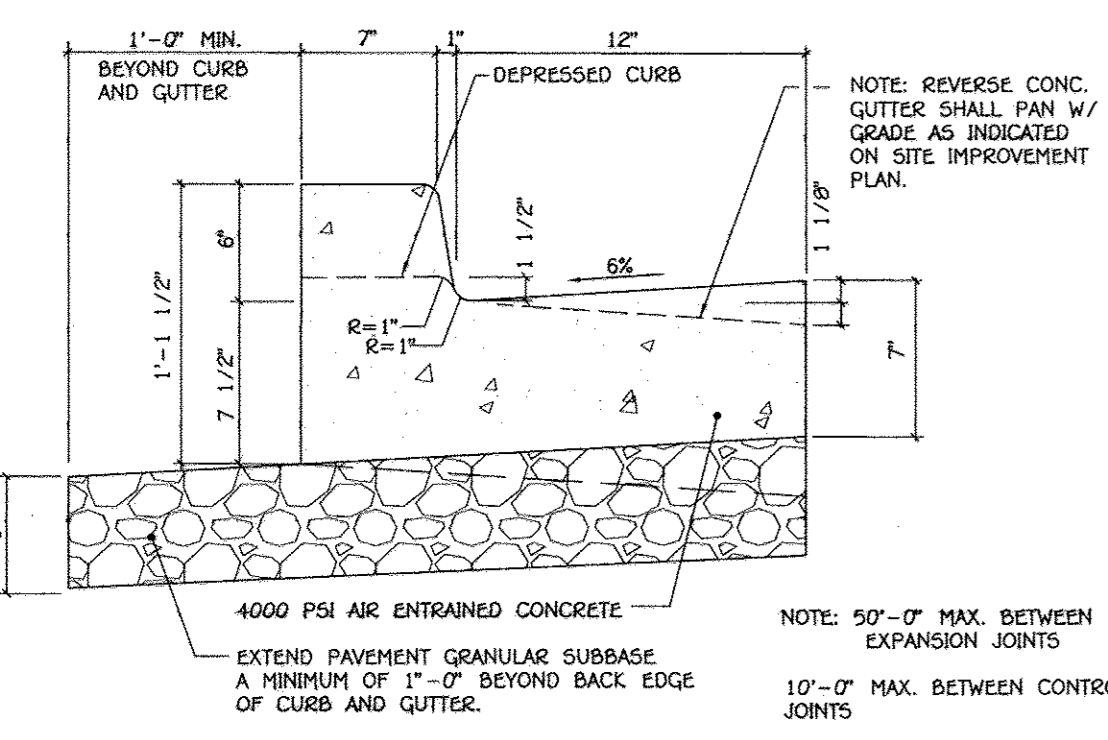 1'-0" MIN.
7"
1"
12"
BEYOND CURB
AND GUTTER
DEPRESSED CURB
NOTE: REVERSE CONC.
GUTTER SHALL PAN W/
GRADE AS INDICATED
ON SITE IMPROVEMENT
PLAN.
1'-1 1/2"
6"
7 1/2"
1 1/2"
6%
1 1/8"
7"
R=1"
R=1"
4000 PSI AIR ENTRAINED CONCRETE
EXTEND PAVEMENT GRANULAR SUBBASE
A MINIMUM OF 1"-0" BEYOND BACK EDGE
OF CURB AND GUTTER.
NOTE: 50'-0" MAX. BETWEEN
EXPANSION JOINTS
10'-0" MAX. BETWEEN CONTRO
JOINTS